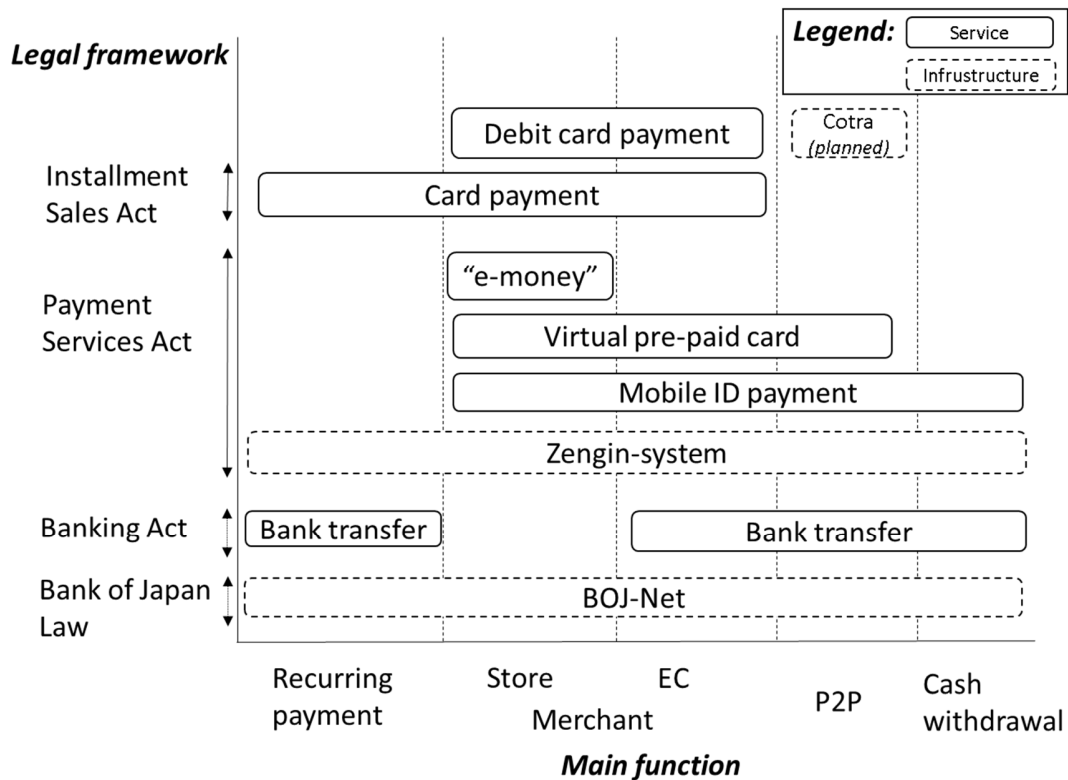 Legal framework
Legend:
Service
Infrustructure
Debit card payment
Cotra
(planned)
Installment
Sales Act
Card payment
“e-money”
Payment
Services Act
Virtual pre-paid card
Mobile ID payment
Zengin-system
Banking Act
Bank transfer
Bank transfer
Bank of Japan
Law
BOJ-Net
Recurring
payment
Store
EC
Merchant
P2P
Cash
withdrawal
Main function